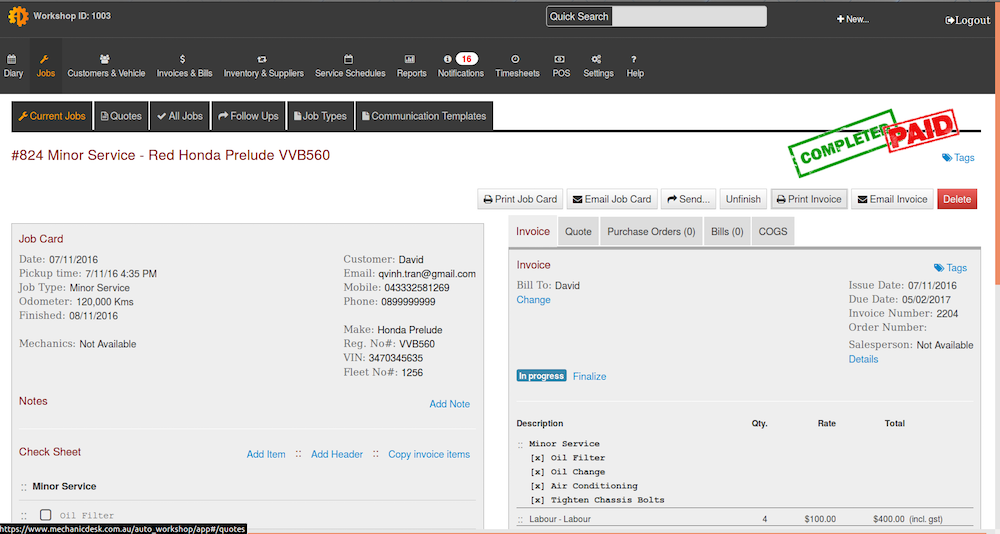 Workshop ID: 1003
Quick Search
New...
Logout
Diary
Jobs
Customers & Vehicle
Invoices & Bills
Inventory & Suppliers
Service Schedules
Reports
16
Notifications
Timesheets
POS
Settings
?
Help
Current Jobs
Quotes
All Jobs
Follow Ups
Job Types
Communication Templates
#824 Minor Service - Red Honda Prelude VVB560
COMPLETED
PAID
Tags
Print Job Card
Email Job Card
Send...
Unfinish
Print Invoice
Email Invoice
Delete
Job Card
Date: 07/11/2016
Pickup time: 7/11/16 4:35 PM
Job Type: Minor Service
Odometer: 120,000 Kms
Finished: 08/11/2016
Mechanics: Not Available
Customer: David
Email: qvinh.tran@gmail.com
Mobile: 043332581269
Phone: 0899999999
Make: Honda Prelude
Reg. No#: VVB560
VIN: 3470345635
Fleet No#: 1256
Notes
Add Note
Check Sheet
Add Item :: Add Header :: Copy invoice items
:: Minor Service
:: Oil Filter
Invoice
Quote
Purchase Orders (0)
Bills (0)
COGS
Invoice
Tags
Bill To: David
Change
Issue Date: 07/11/2016
Due Date: 05/02/2017
Invoice Number: 2204
Order Number:
Salesperson: Not Available
Details
In progress Finalize
Description Qty. Rate Total
:: Minor Service
[x] Oil Filter
[x] Oil Change
[x] Air Conditioning
[x] Tighten Chassis Bolts
:: Labour - Labour 4 $100.00 $400.00 (incl. gst)
https://www.mechanicdesk.com.au/auto_workshop/app#/quotes